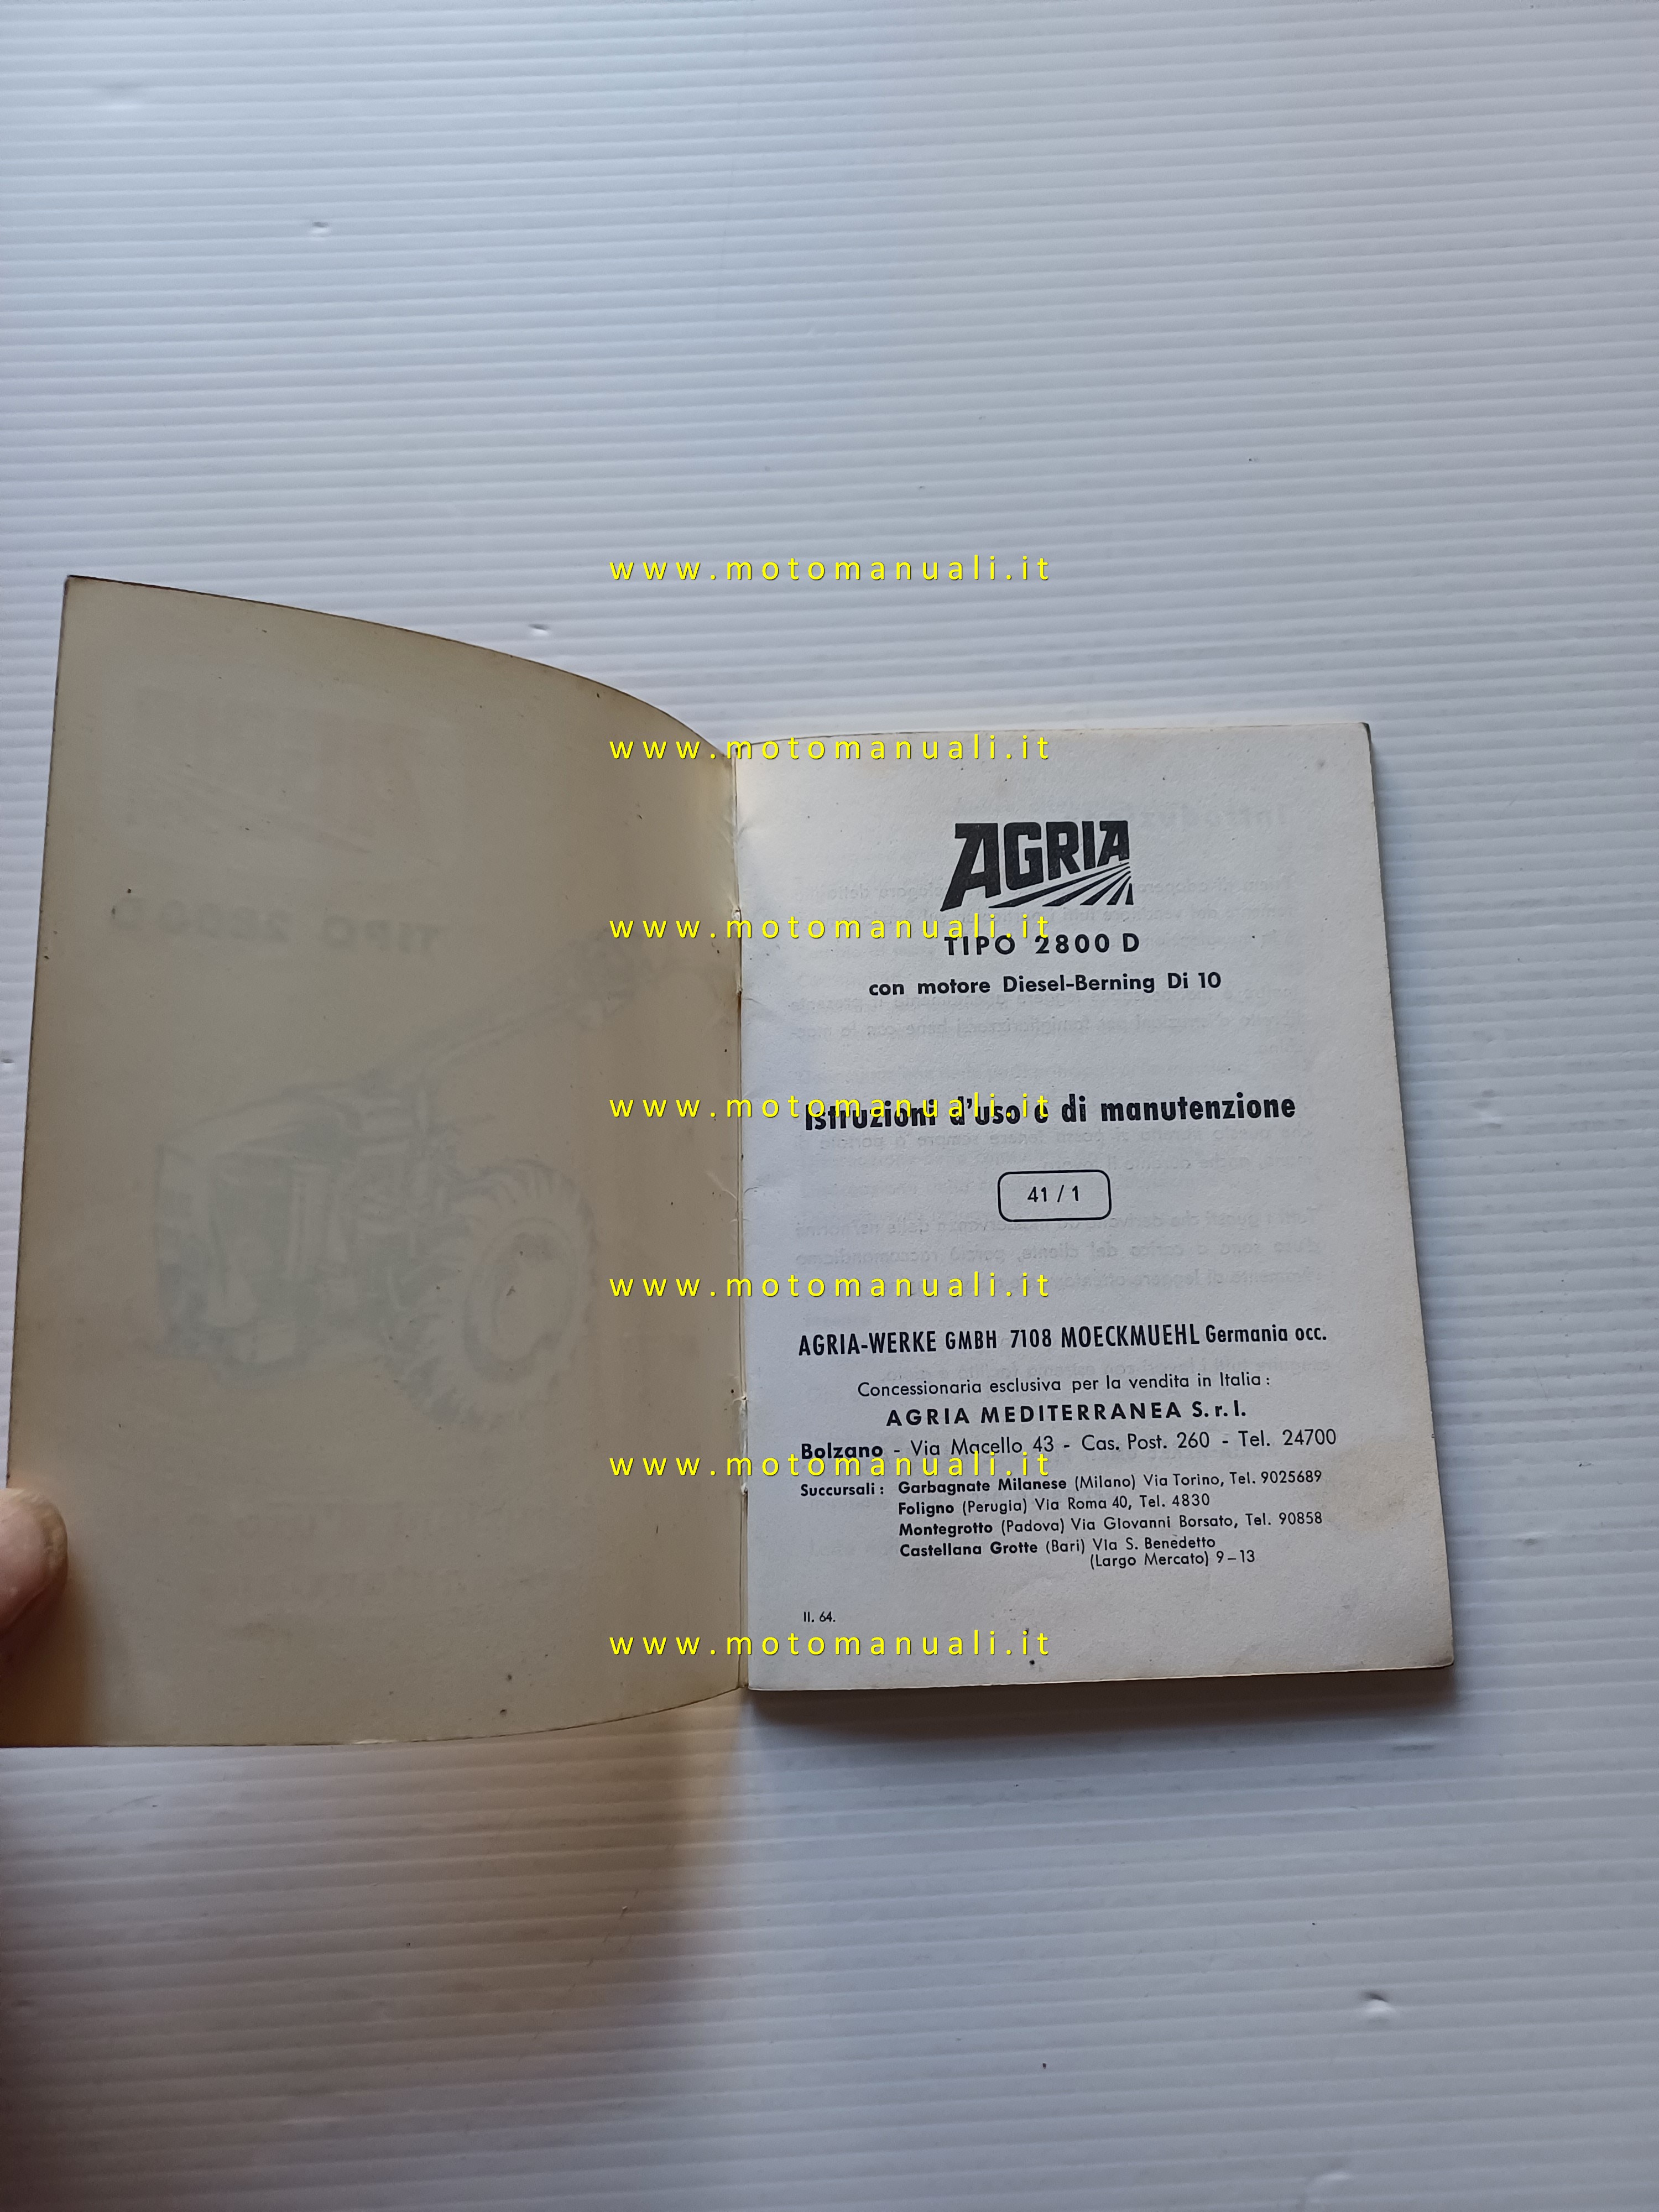 www.motomanuali.it
www.motomanuali.it
AGRIA
www.motomanuali.it
TIPO 2800 D
TIPO 2800 D
con motore Diesel-Berning Di 10
www.motomanuali.it
Istruzioni d'uso e di manutenzione
41 / 1
www.motomanuali.it
AGRIA-WERKE GMBH 7108 MOECKMUEHL Germania occ.
Concessionaria esclusiva per la vendita in Italia :
AGRIA MEDITERRANEA S. r. l.
Bolzano - Via Macello 43 - Cas. Post. 260 - Tel. 24700
www.motomanuali.it
Succursali : Garbagnate Milanese (Milano) Via Torino, Tel. 9025689
Foligno (Perugia) Via Roma 40, Tel. 4830
Montegrotto (Padova) Via Giovanni Borsato, Tel. 90858
Castellana Grotte (Bari) Via S. Benedetto
(Largo Mercato) 9 – 13
II. 64.
www.motomanuali.it